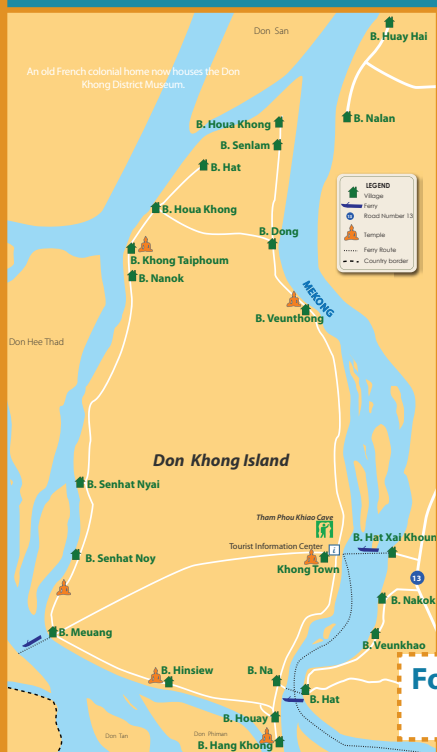 Don San
B. Huay Hai
An old French colonial home now houses the Don
Khong District Museum.
B. Houa Khong
B. Nalan
B. Senlam
B. Hat
LEGEND
Village
Ferry
13 Road Number 13
Temple
Ferry Route
Country border
B. Houa Khong
B. Dong
B. Khong Taiphoum
B. Nanok
MEKONG
B. Veunthong
Don Hee Thad
Don Khong Island
B. Senhat Nyai
Tham Phou Khiao Cave
B. Hat Xai Khoun
Tourist Information Center i
B. Senhat Noy
Khong Town
13
B. Nakok
B. Meuang
B. Veunkhao
B. Hinsiew
B. Na
Fo
B. Hat
B. Houay
Don Tan
Don Phiman
B. Hang Khong